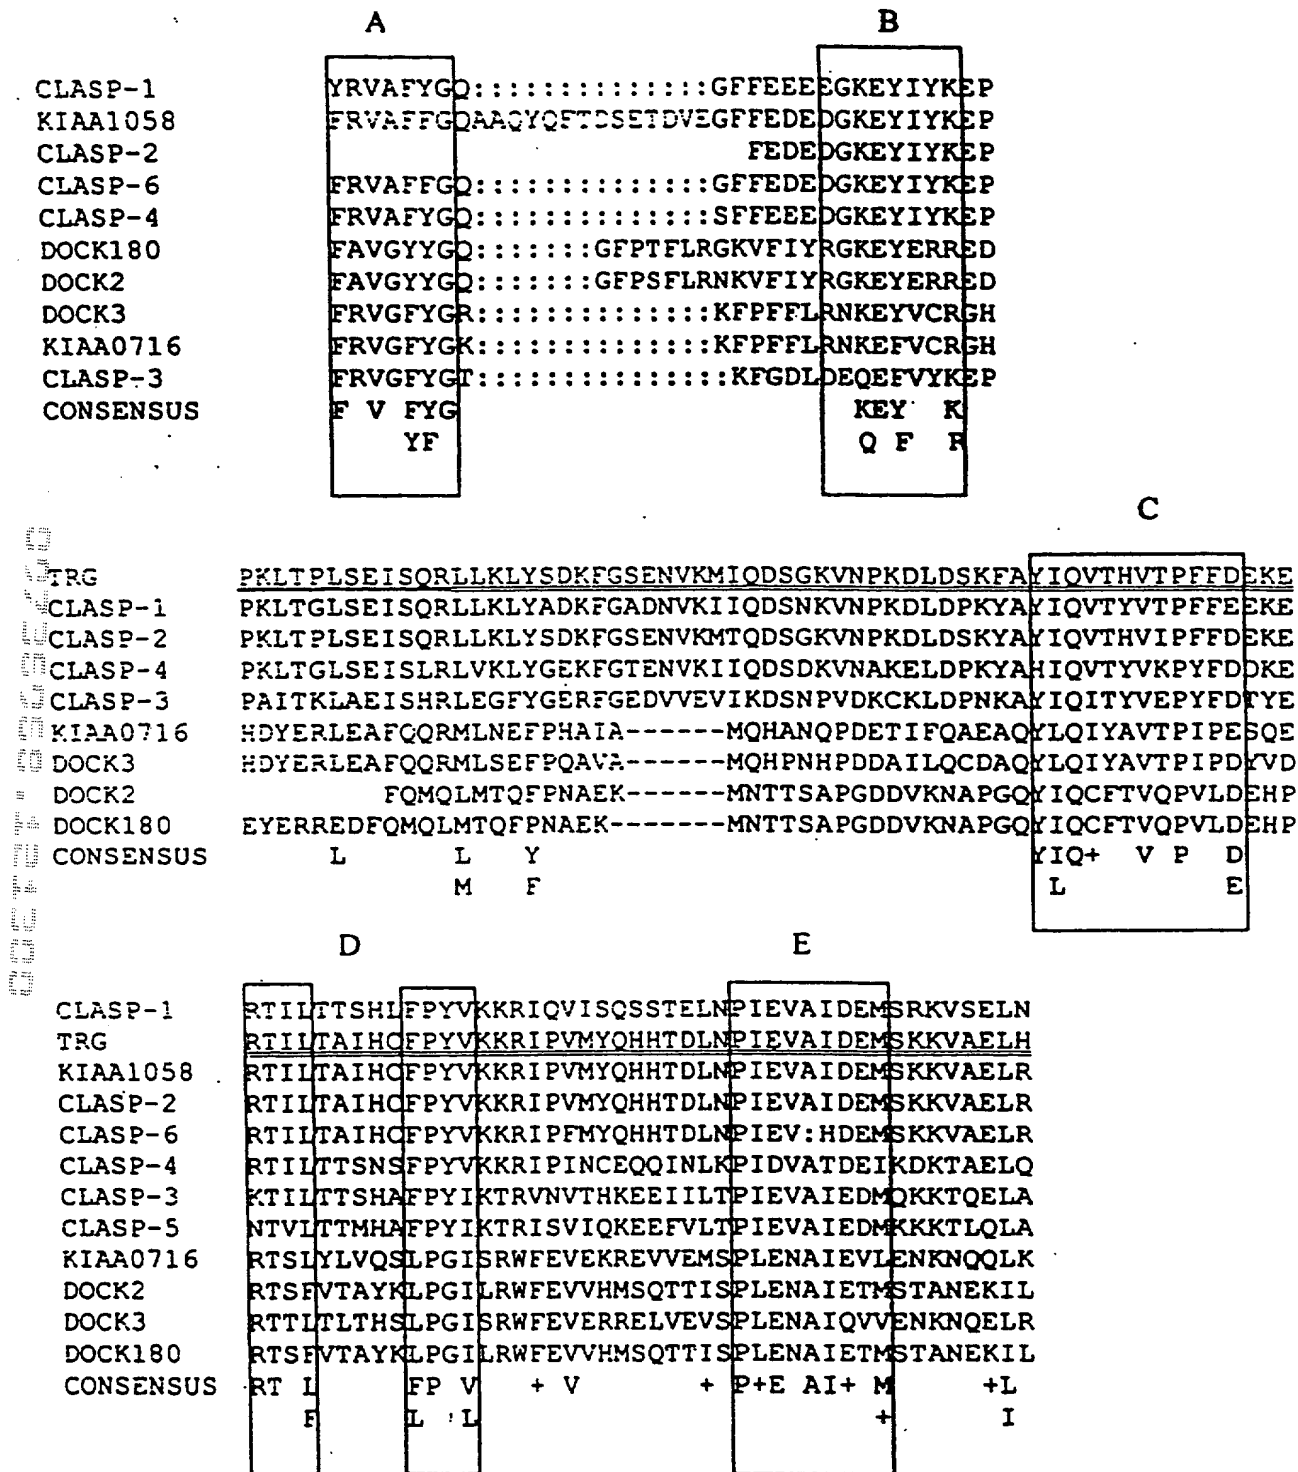 A B
CLASP-1 YRVAFYGQ::::::::::::::GFFEEEEGKEYIYKEP
KIAA1058 FRVAFFGQAAQYQFTDSETDVEGFFEDEDGKEYIYKEP
CLASP-2 FEDEDGKEYIYKEP
CLASP-6 FRVAFFGQ::::::::::::::GFFEDEDGKEYIYKEP
CLASP-4 FRVAFYGQ::::::::::::::SFFEEEDGKEYIYKEP
DOCK180 FAVGYYGQ:::::::GFPTFLRGKVFIYRGKEYERRED
DOCK2 FAVGYYGQ:::::::GFPSFLRNKVFIYRGKEYERRED
DOCK3 FRVGFYGR::::::::::::::KFPFFLRNKEYVCRGH
KIAA0716 FRVGFYGK::::::::::::::KFPFFLRNKEFVCRGH
CLASP-3 FRVGFYGT:::::::::::::::KFGDLDEQEFVYKEP
CONSENSUS F V FYG KEY K
YF Q F R
C
TRG PKLTPLSEISQRLLKLYSDKFGSENVKMIQDSGKVNPKDLDSKFAYIQVTHVTPFFDEKE
CLASP-1 PKLTGLSEISQRLLKLYADKFGADNVKIIQDSNKVNPKDLDPKYAYIQVTYVTPFFEEKE
CLASP-2 PKLTPLSEISQRLLKLYSDKFGSENVKMTQDSGKVNPKDLDSKYAYIQVTHVIPFFDEKE
CLASP-4 PKLTGLSEISLRLVKLYGEKFGTENVKIIQDSDKVNAKELDPKYAHIQVTYVKPYFDDKE
CLASP-3 PAITKLAEISHRLEGFYGERFGEDVVEVIKDSNPVDKCKLDPNKAYIQITYVEPYFDTYE
KIAA0716 HDYERLEAFQQRMLNEFPHAIA------MQHANQPDETIFQAEAQYLQIYAVTPIPESQE
DOCK3 HDYERLEAFQQRMLSEFPQAVA------MQHPNHPDDAILQCDAQYLQIYAVTPIPDYVD
DOCK2 FQMQLMTQFPNAEK------MNTTSAPGDDVKNAPGQYIQCFTVQPVLDEHP
DOCK180 EYERREDFQMQLMTQFPNAEK------MNTTSAPGDDVKNAPGQYIQCFTVQPVLDEHP
CONSENSUS L L Y YIQ+ V P D
M F L E
D E
CLASP-1 RTILTTSHLFPYVKKRIQVISQSSTELNPIEVAIDEMSRKVSELN
TRG RTILTAIHCFPYVKKRIPVMYQHHTDLNPIEVAIDEMSKKVAELH
KIAA1058 RTILTAIHCFPYVKKRIPVMYQHHTDLNPIEVAIDEMSKKVAELR
CLASP-2 RTILTAIHCFPYVKKRIPVMYQHHTDLNPIEVAIDEMSKKVAELR
CLASP-6 RTILTAIHCFPYVKKRIPFMYQHHTDLNPIEV:HDEMSKKVAELR
CLASP-4 RTILTTSNSFPYVKKRIPINCEQQINLKPIDVATDEIKDKTAELQ
CLASP-3 KTILTTSHAFPYIKTRVNVTHKEEIILTPIEVAIEDMQKKTQELA
CLASP-5 NTVLTTMHAFPYIKTRISVIQKEEFVLTPIEVAIEDMKKKTLQLA
KIAA0716 RTSLYLVQSLPGISRWFEVEKREVVEMSPLENAIEVLENKNQQLK
DOCK2 RTSFVTAYKLPGILRWFEVVHMSQTTISPLENAIETMSTANEKIL
DOCK3 RTTLTLTHSLPGISRWFEVERRELVEVSPLENAIQVVENKNQELR
DOCK180 RTSFVTAYKLPGILRWFEVVHMSQTTISPLENAIETMSTANEKIL
CONSENSUS RT L FP V + V + P+E AI+ M +L
F L L + I